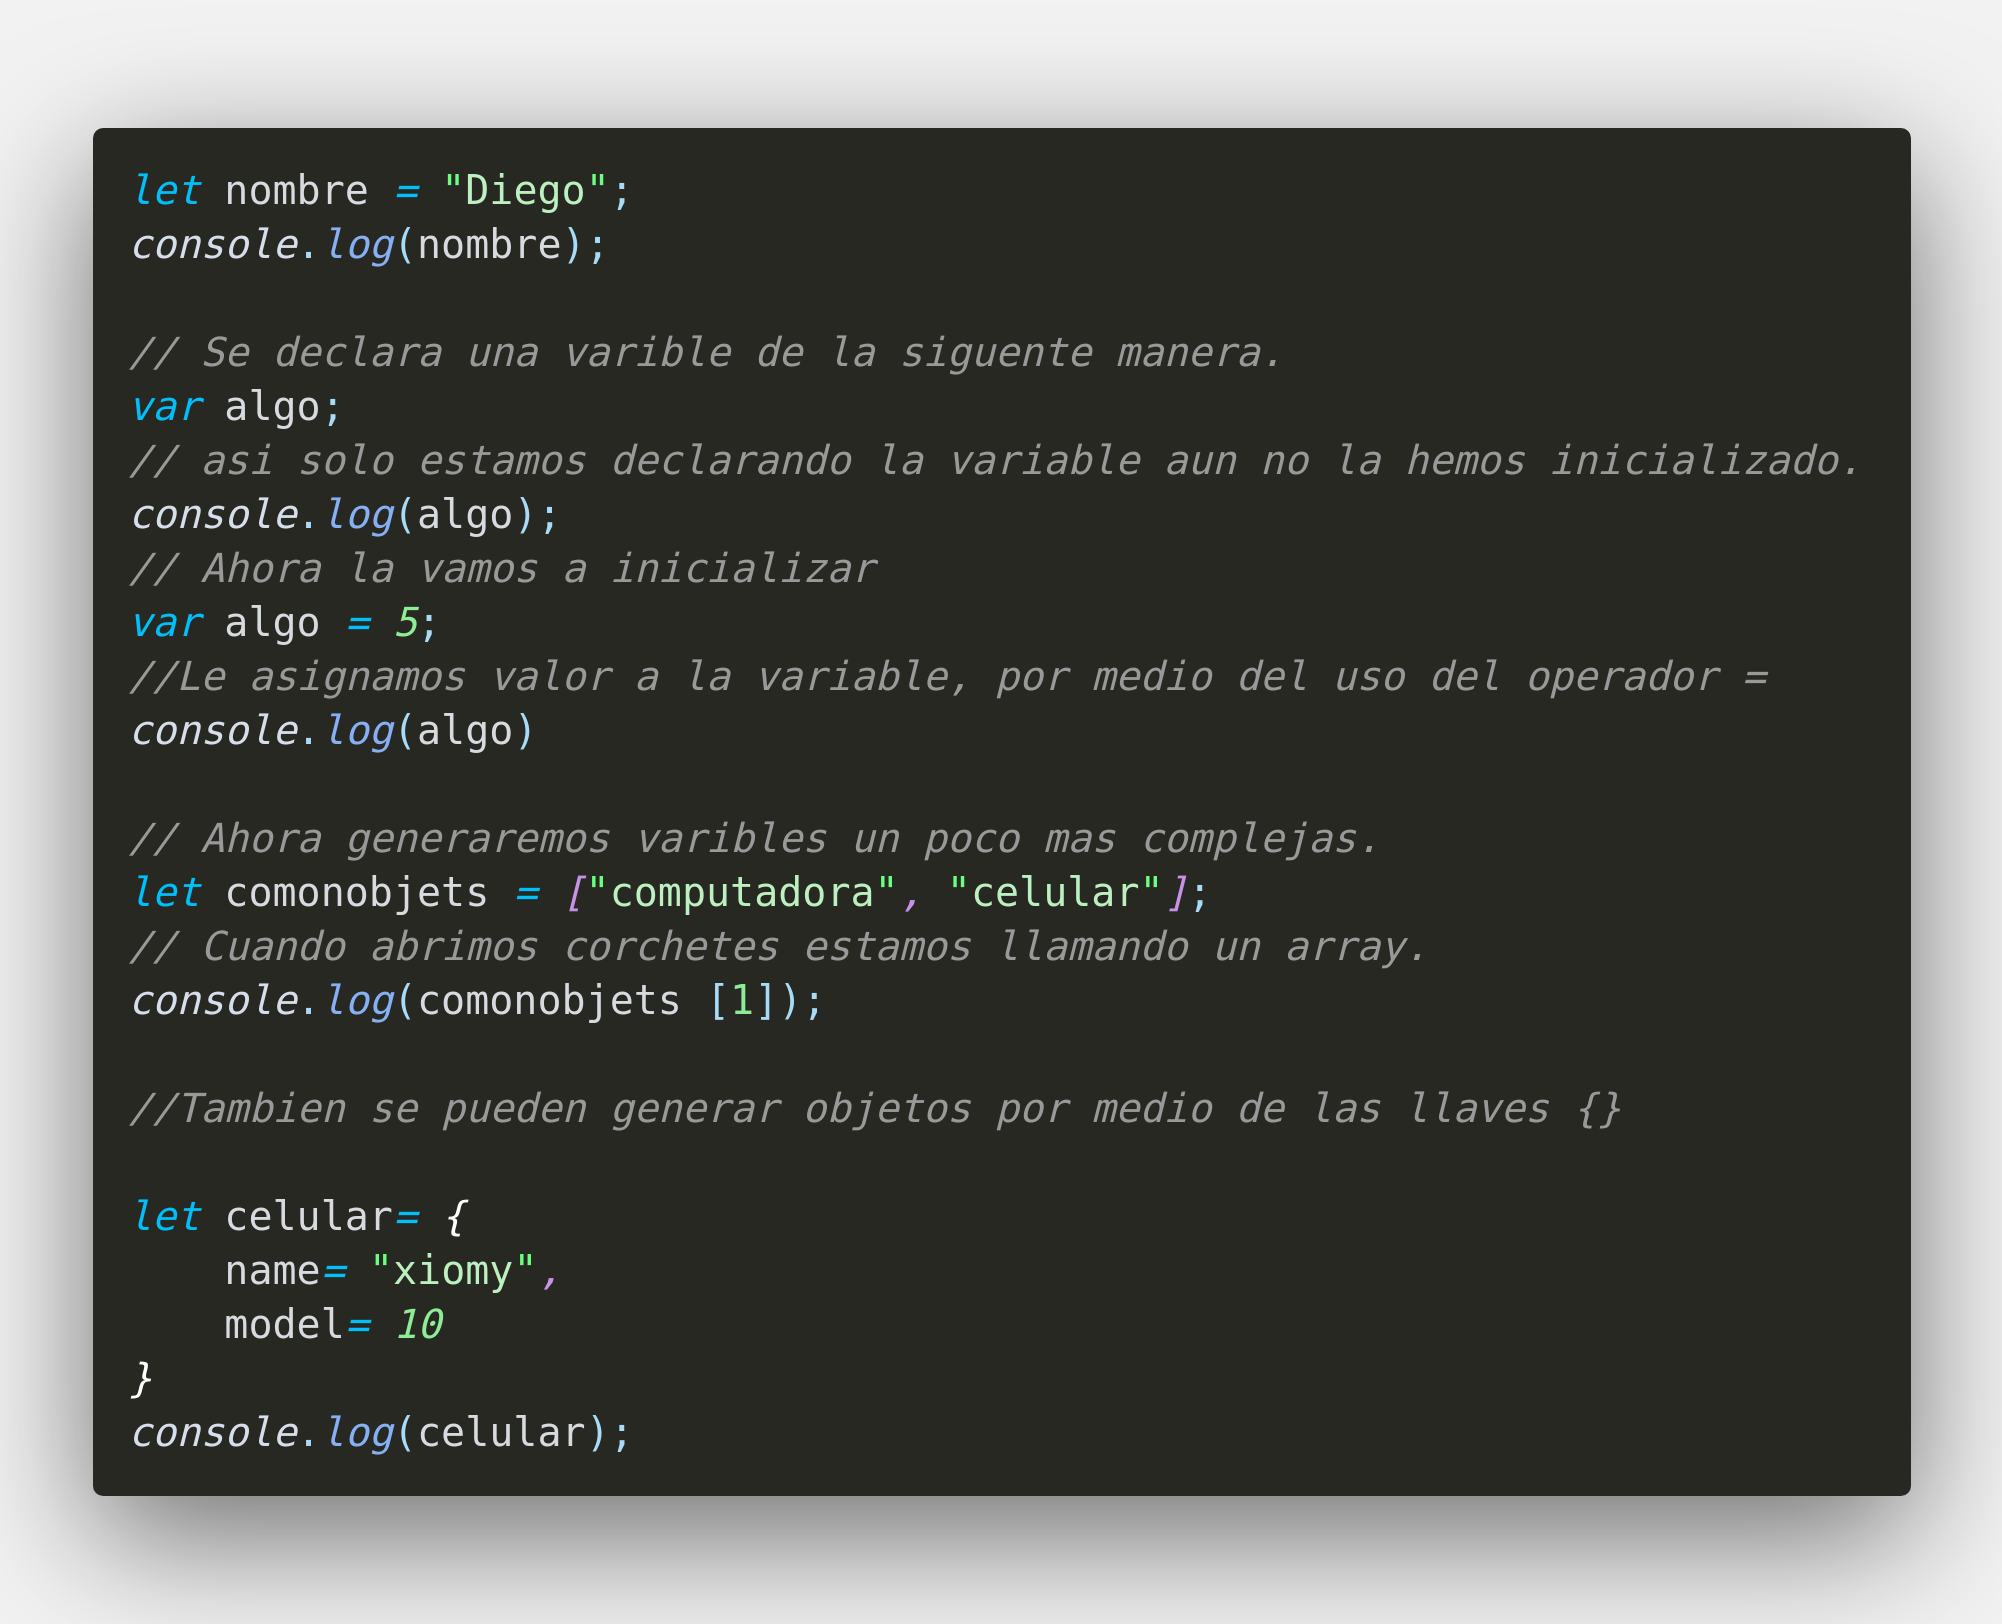 let nombre = "Diego";
console.log(nombre);
// Se declara una varible de la siguente manera.
var algo;
// asi solo estamos declarando la variable aun no la hemos inicializado.
console.log(algo);
// Ahora la vamos a inicializar
var algo = 5;
//Le asignamos valor a la variable, por medio del uso del operador =
console.log(algo)
// Ahora generaremos varibles un poco mas complejas.
let comonobjets = ["computadora", "celular"];
// Cuando abrimos corchetes estamos llamando un array.
console.log(comonobjets [1]);
//Tambien se pueden generar objetos por medio de las llaves {}
let celular= {
    name= "xiomy",
    model= 10
}
console.log(celular);